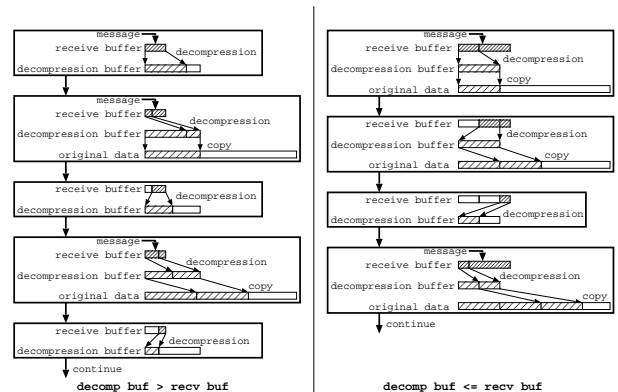 message
receive buffer
decompression
decompression buffer
message
receive buffer
decompression
decompression buffer
copy
original data
receive buffer
decompression
decompression buffer
message
receive buffer
decompression
decompression buffer
copy
original data
receive buffer
decompression
decompression buffer
continue
decomp buf > recv buf
message
receive buffer
decompression
decompression buffer
copy
original data
receive buffer
decompression
decompression buffer
copy
original data
receive buffer
decompression
decompression buffer
message
receive buffer
decompression
decompression buffer
copy
original data
continue
decomp buf <= recv buf